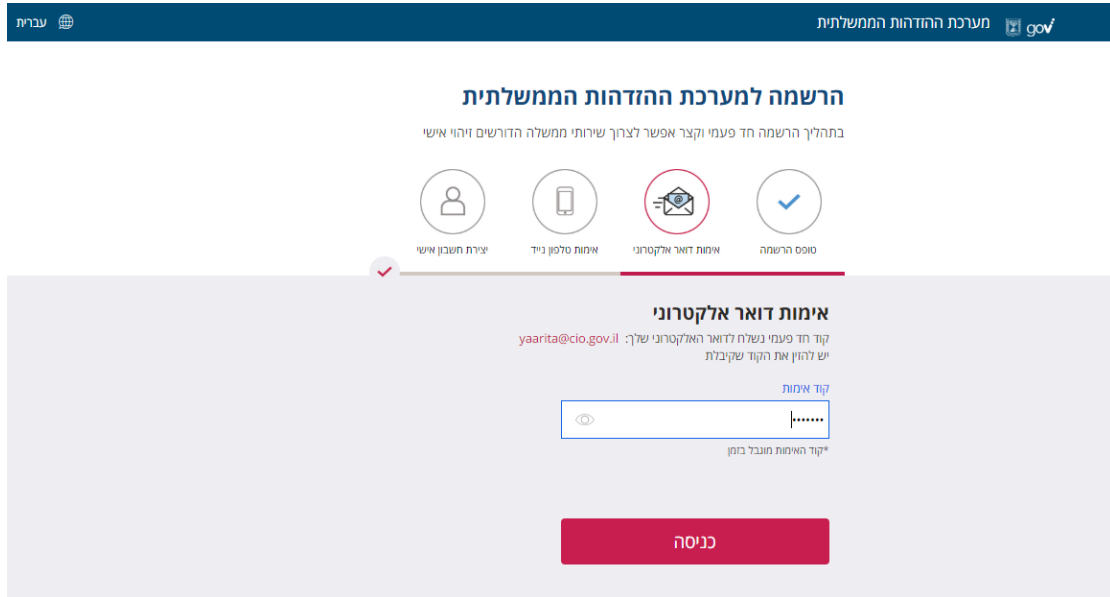 gov
מערכת ההזדהות הממשלתית
עברית
הרשמה למערכת ההזדהות הממשלתית
בתהליך הרשמה חד פעמי וקצר אפשר לצרוך שירותי ממשלה הדורשים זיהוי אישי
טופס הרשמה
אימות דואר אלקטרוני
אימות טלפון נייד
יצירת חשבון אישי
אימות דואר אלקטרוני
קוד חד פעמי נשלח לדואר האלקטרוני שלך: yaarita@cio.gov.il
יש להזין את הקוד שקיבלת
קוד אימות
•••••••
*קוד האימות מוגבל בזמן
כניסה